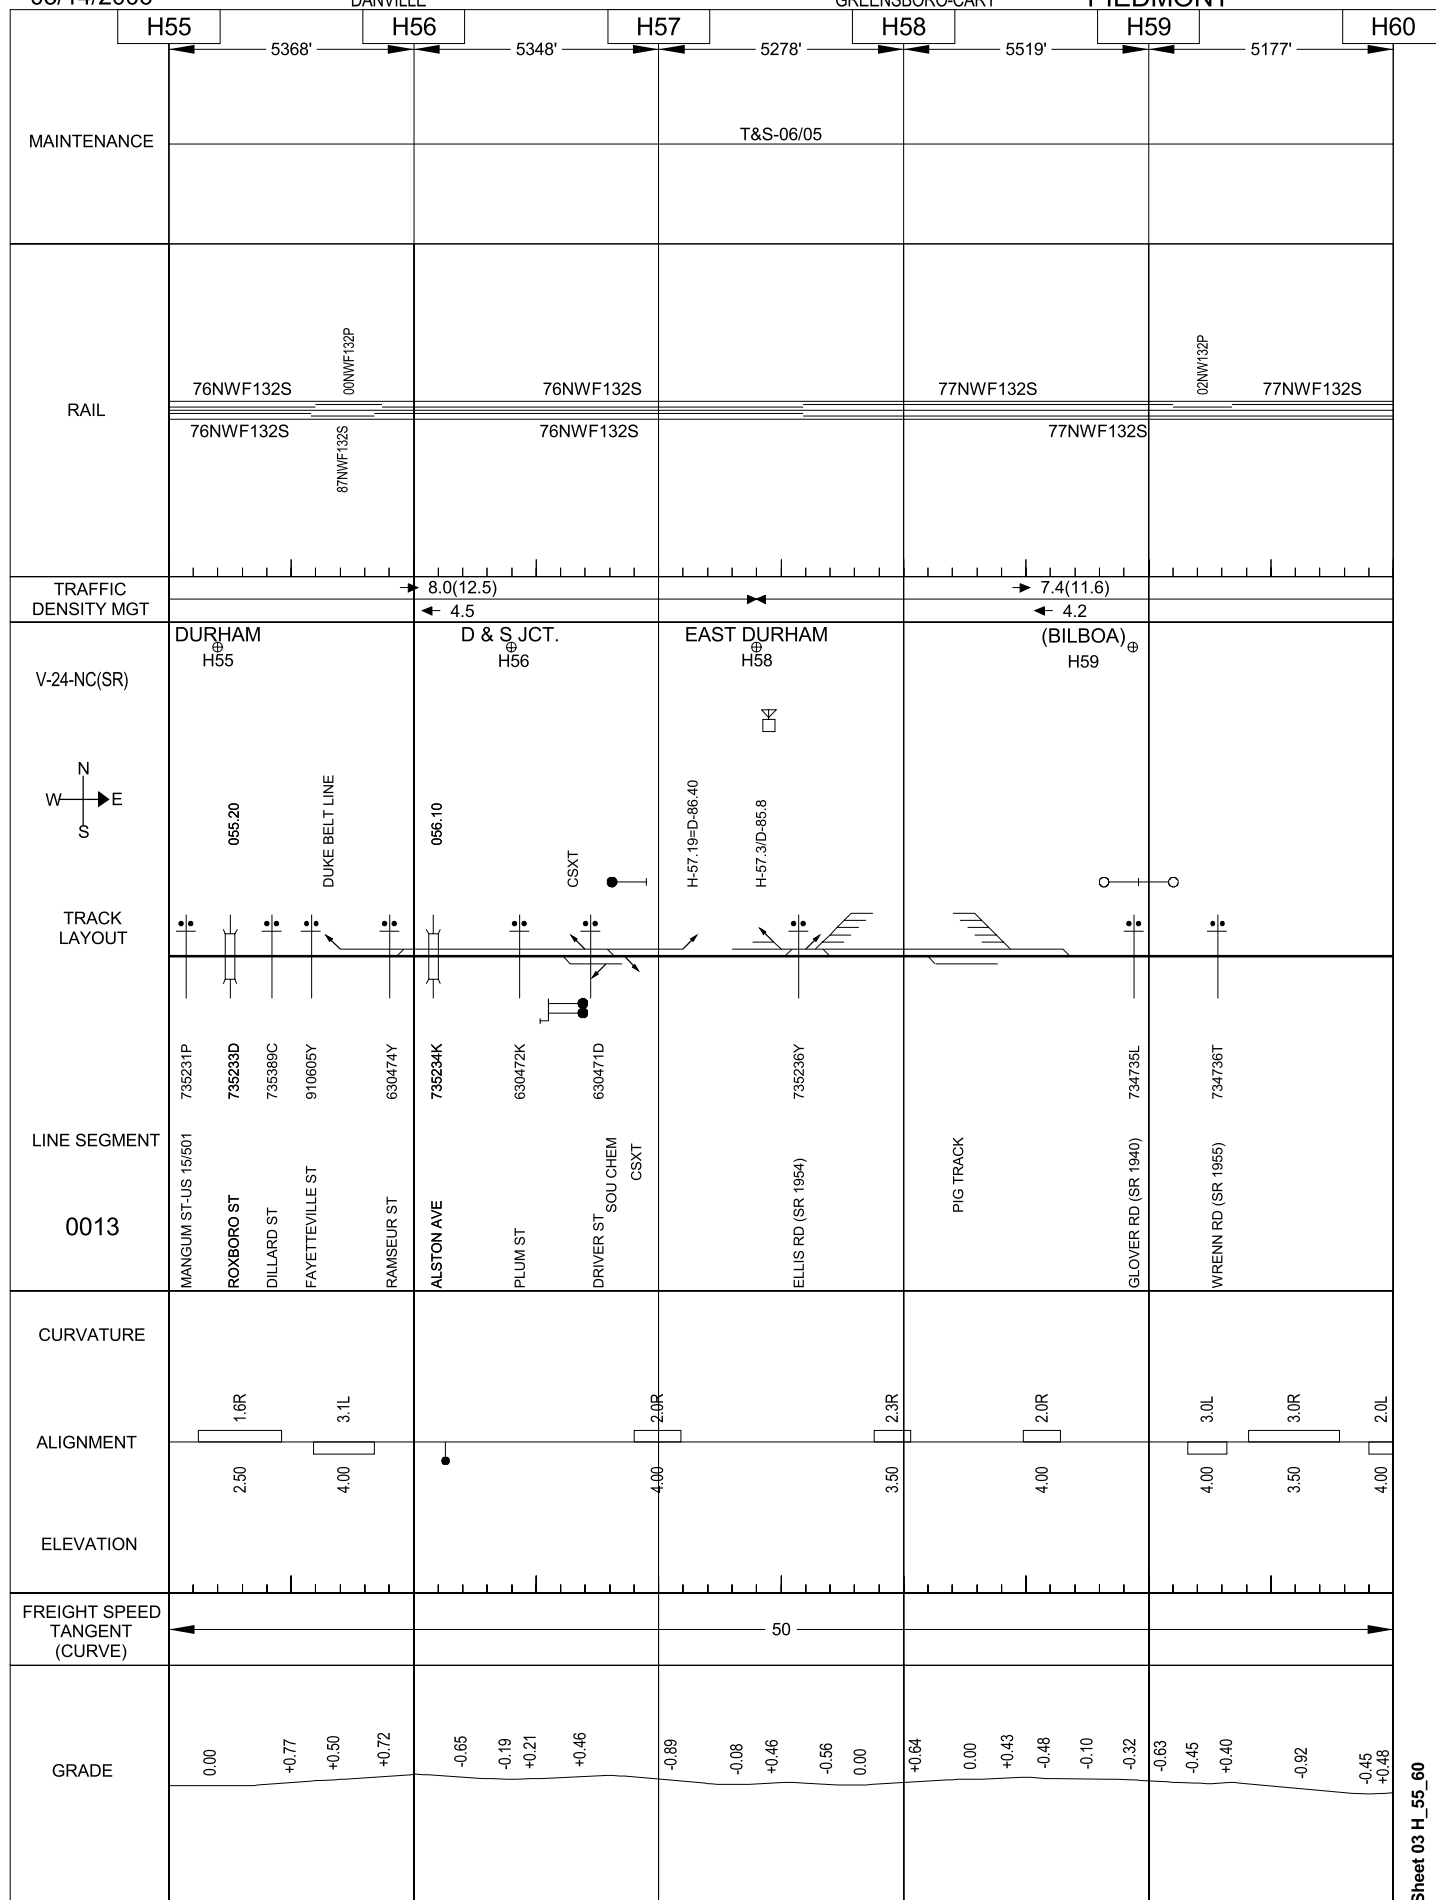 DANVILLE
GREENSBORO-CARY
PIEDMONT
H55 H56 H57 H58 H59 H60
5368' 5348' 5278' 5519' 5177'
MAINTENANCE
T&S-06/05
RAIL
76NWF132S 00NWF132P 76NWF132S 77NWF132S 02NW132P 77NWF132S
76NWF132S 87NWF132S 76NWF132S 77NWF132S
TRAFFIC
DENSITY MGT
8.0(12.5) 7.4(11.6)
4.5 4.2
DURHAM D & S JCT. EAST DURHAM (BILBOA)
H55 H56 H58 H59
V-24-NC(SR)
N
W E
S
055.20
DUKE BELT LINE
056.10
CSXT
H-57.19=D-86.40
H-57.3/D-85.8
TRACK
LAYOUT
735231P
735233D
735389C
910605Y
630474Y
735234K
630472K
630471D
735236Y
734735L
734736T
LINE SEGMENT
0013
MANGUM ST-US 15/501
ROXBORO ST
DILLARD ST
FAYETTEVILLE ST
RAMSEUR ST
ALSTON AVE
PLUM ST
DRIVER ST
SOU CHEM
CSXT
ELLIS RD (SR 1954)
PIG TRACK
GLOVER RD (SR 1940)
WRENN RD (SR 1955)
CURVATURE
1.6R 3.1L 2.0R 2.3R 2.0R 3.0L 3.0R 2.0L
ALIGNMENT
2.50 4.00 4.00 3.50 4.00 4.00 3.50 4.00
ELEVATION
FREIGHT SPEED
TANGENT
(CURVE)
50
GRADE
0.00 +0.77 +0.50 +0.72 -0.65 -0.19 +0.21 +0.46 -0.89 -0.08 +0.46 -0.56 0.00 +0.64 0.00 +0.43 -0.48 -0.10 -0.32 -0.63 -0.45 +0.40 -0.92 -0.45 +0.48
Sheet 03 H_55_60